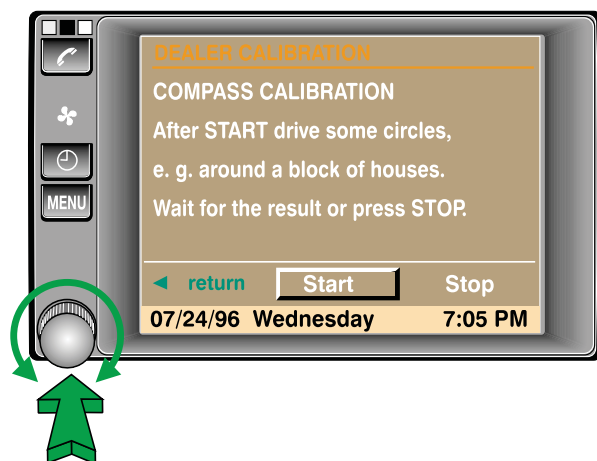 DEALER CALIBRATION
COMPASS CALIBRATION
After START drive some circles,
e. g. around a block of houses.
Wait for the result or press STOP.
MENU
◄ return Start Stop
07/24/96 Wednesday 7:05 PM